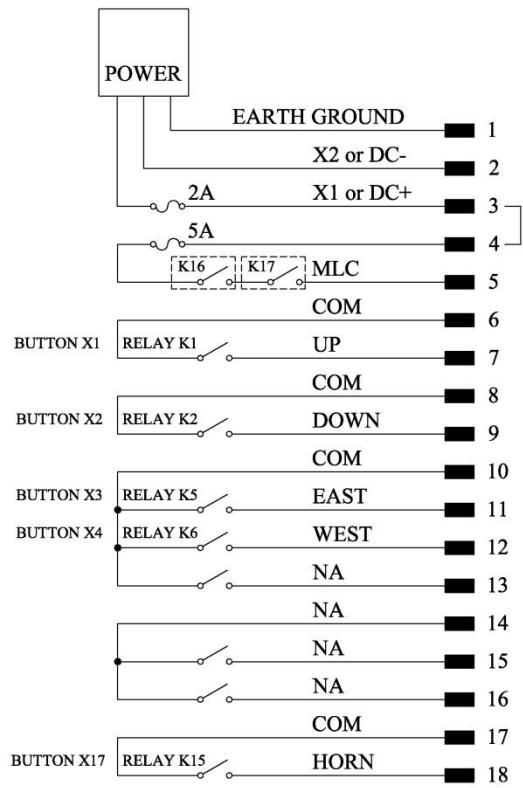 POWER
EARTH GROUND 1
X2 or DC- 2
2A X1 or DC+ 3
5A 4
K16 K17 MLC 5
COM 6
BUTTON X1 RELAY K1 UP 7
COM 8
BUTTON X2 RELAY K2 DOWN 9
COM 10
BUTTON X3 RELAY K5 EAST 11
BUTTON X4 RELAY K6 WEST 12
NA 13
NA 14
NA 15
NA 16
COM 17
BUTTON X17 RELAY K15 HORN 18